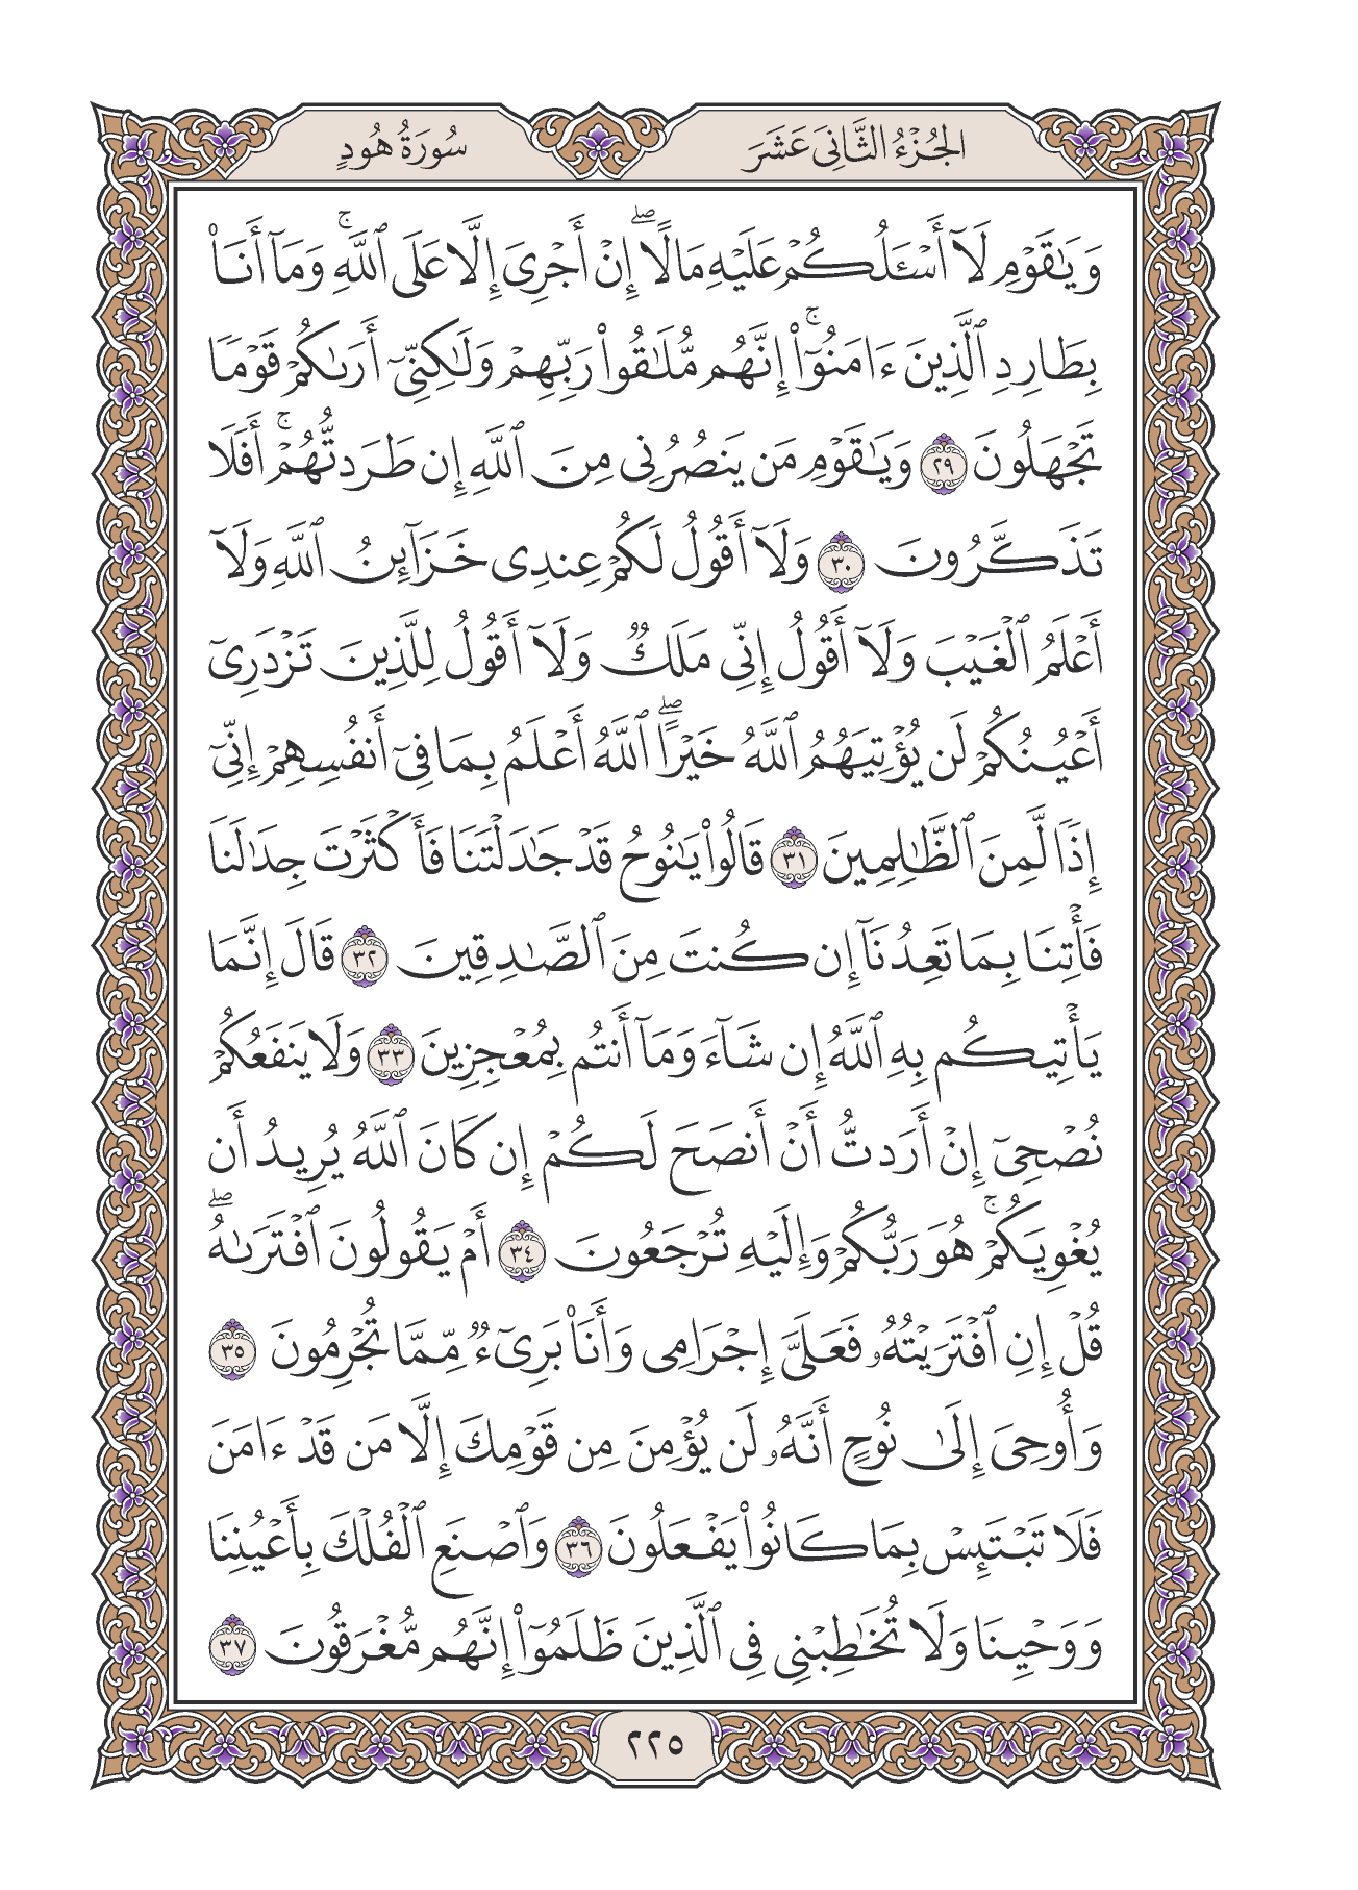 الجُزْءُ الثَّانِيَ عَشَرَ
سُورَةُ هُودٍ
وَيَٰقَوْمِ لَآ أَسْـَٔلُكُمْ عَلَيْهِ مَالًا ۖ إِنْ أَجْرِىَ إِلَّا عَلَى ٱللَّهِ ۚ وَمَآ أَنَا۠
بِطَارِدِ ٱلَّذِينَ ءَامَنُوٓا۟ ۚ إِنَّهُم مُّلَٰقُوا۟ رَبِّهِمْ وَلَٰكِنِّىٓ أَرَىٰكُمْ قَوْمًا
تَجْهَلُونَ ٢٩ وَيَٰقَوْمِ مَن يَنصُرُنِى مِنَ ٱللَّهِ إِن طَرَدتُّهُمْ ۚ أَفَلَا
تَذَكَّرُونَ ٣٠ وَلَآ أَقُولُ لَكُمْ عِندِى خَزَآئِنُ ٱللَّهِ وَلَآ
أَعْلَمُ ٱلْغَيْبَ وَلَآ أَقُولُ إِنِّى مَلَكٌ وَلَآ أَقُولُ لِلَّذِينَ تَزْدَرِىٓ
أَعْيُنُكُمْ لَن يُؤْتِيَهُمُ ٱللَّهُ خَيْرًا ۖ ٱللَّهُ أَعْلَمُ بِمَا فِىٓ أَنفُسِهِمْ إِنِّىٓ
إِذًا لَّمِنَ ٱلظَّٰلِمِينَ ٣١ قَالُوا۟ يَٰنُوحُ قَدْ جَٰدَلْتَنَا فَأَكْثَرْتَ جِدَٰلَنَا
فَأْتِنَا بِمَا تَعِدُنَآ إِن كُنتَ مِنَ ٱلصَّٰدِقِينَ ٣٢ قَالَ إِنَّمَا
يَأْتِيكُم بِهِ ٱللَّهُ إِن شَآءَ وَمَآ أَنتُم بِمُعْجِزِينَ ٣٣ وَلَا يَنفَعُكُمْ
نُصْحِىٓ إِنْ أَرَدتُّ أَنْ أَنصَحَ لَكُمْ إِن كَانَ ٱللَّهُ يُرِيدُ أَن
يُغْوِيَكُمْ ۚ هُوَ رَبُّكُمْ وَإِلَيْهِ تُرْجَعُونَ ٣٤ أَمْ يَقُولُونَ ٱفْتَرَىٰهُ ۖ
قُلْ إِنِ ٱفْتَرَيْتُهُۥ فَعَلَىَّ إِجْرَامِى وَأَنَا۠ بَرِىٓءٌ مِّمَّا تُجْرِمُونَ ٣٥
وَأُوحِىَ إِلَىٰ نُوحٍ أَنَّهُۥ لَن يُؤْمِنَ مِن قَوْمِكَ إِلَّا مَن قَدْ ءَامَنَ
فَلَا تَبْتَئِسْ بِمَا كَانُوا۟ يَفْعَلُونَ ٣٦ وَٱصْنَعِ ٱلْفُلْكَ بِأَعْيُنِنَا
وَوَحْيِنَا وَلَا تُخَٰطِبْنِى فِى ٱلَّذِينَ ظَلَمُوٓا۟ إِنَّهُم مُّغْرَقُونَ ٣٧
٢٢٥